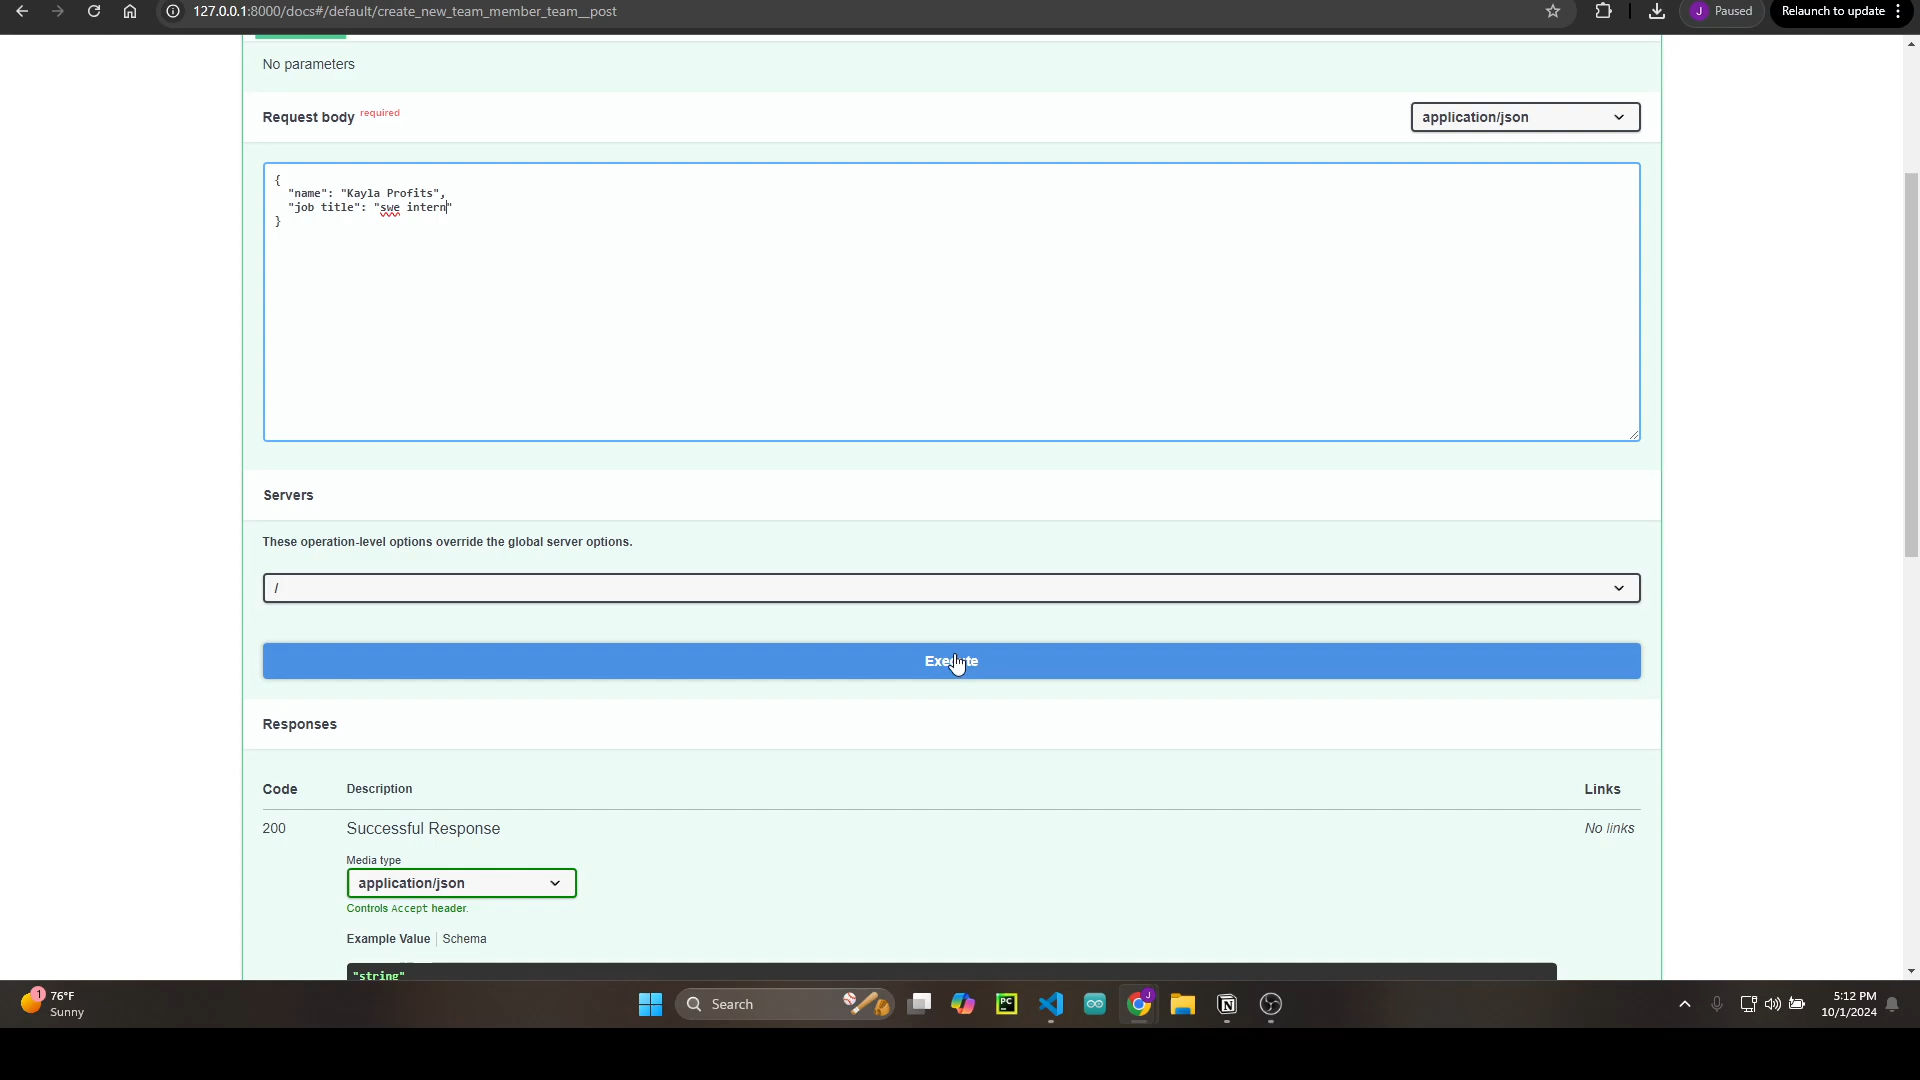 127.0.0.1:8000/docs#/default/create_new_team_member_team__post
J Paused
Relaunch to update
No parameters
Request body required
application/json
{
"name": "Kayla Profits",
"job title": "swe intern"
}
Servers
These operation-level options override the global server options.
/
Execute
Responses
Code Description Links
200 Successful Response No links
Media type
application/json
Controls Accept header.
Example Value Schema
"string"
1 76°F
Sunny
Search
PC
J
5:12 PM
10/1/2024